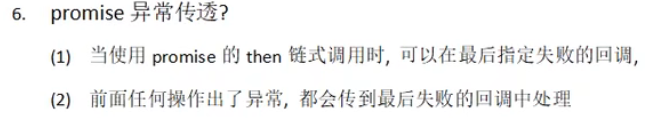 6. promise 异常传透?
(1) 当使用 promise 的 then 链式调用时, 可以在最后指定失败的回调,
(2) 前面任何操作出了异常, 都会传到最后失败的回调中处理